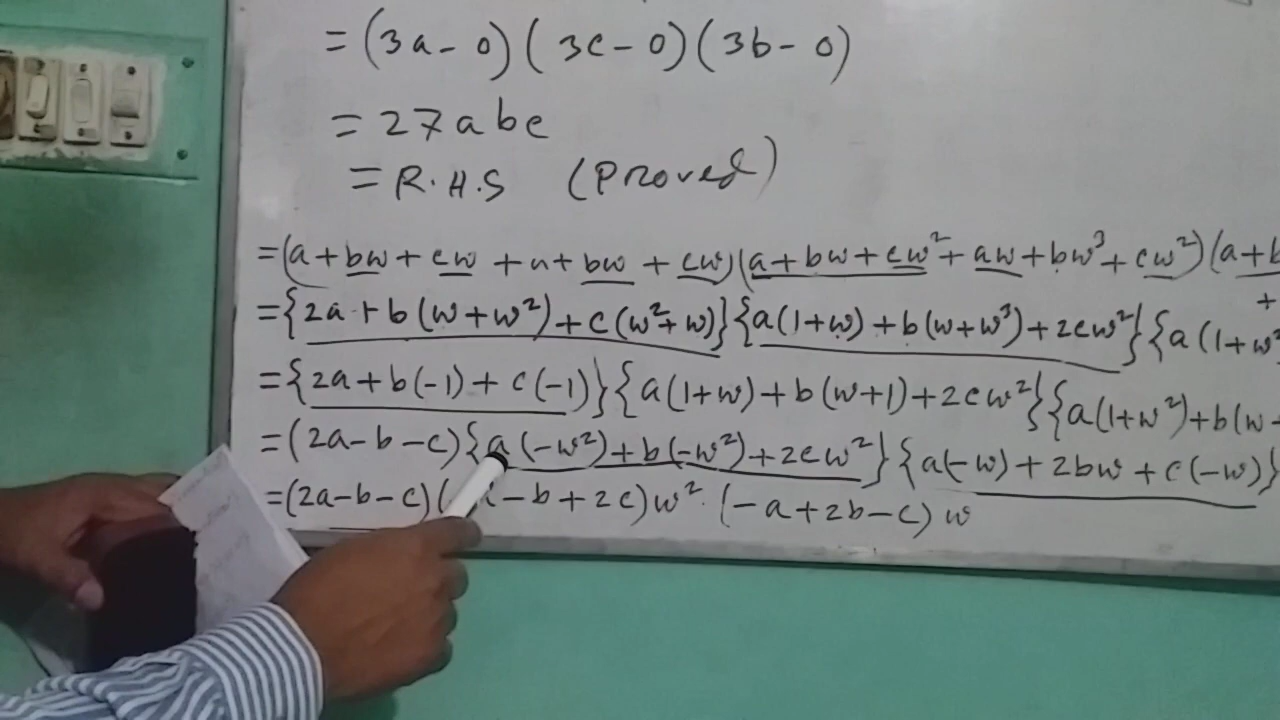 = (3a - 0) (3c - 0) (3b - 0)
= 27abc
= R.H.S (Proved)
= (a + bw + cw + a + bw + cw) (a + bw + cw² + aw + bw³ + cw²) (a + b
= {2a + b (w + w²) + c (w² + w)} {a (1 + w) + b (w + w³) + 2cw²} {a (1 + w²
+
= {2a + b (-1) + c (-1)} {a (1 + w) + b (w + 1) + 2cw²} {a (1 + w²) + b (w -
= (2a - b - c) {a (-w²) + b (-w²) + 2cw²} {a (-w) + 2bw + c (-w)}
= (2a - b - c) ( - b + 2c) w² · (-a + 2b - c) w